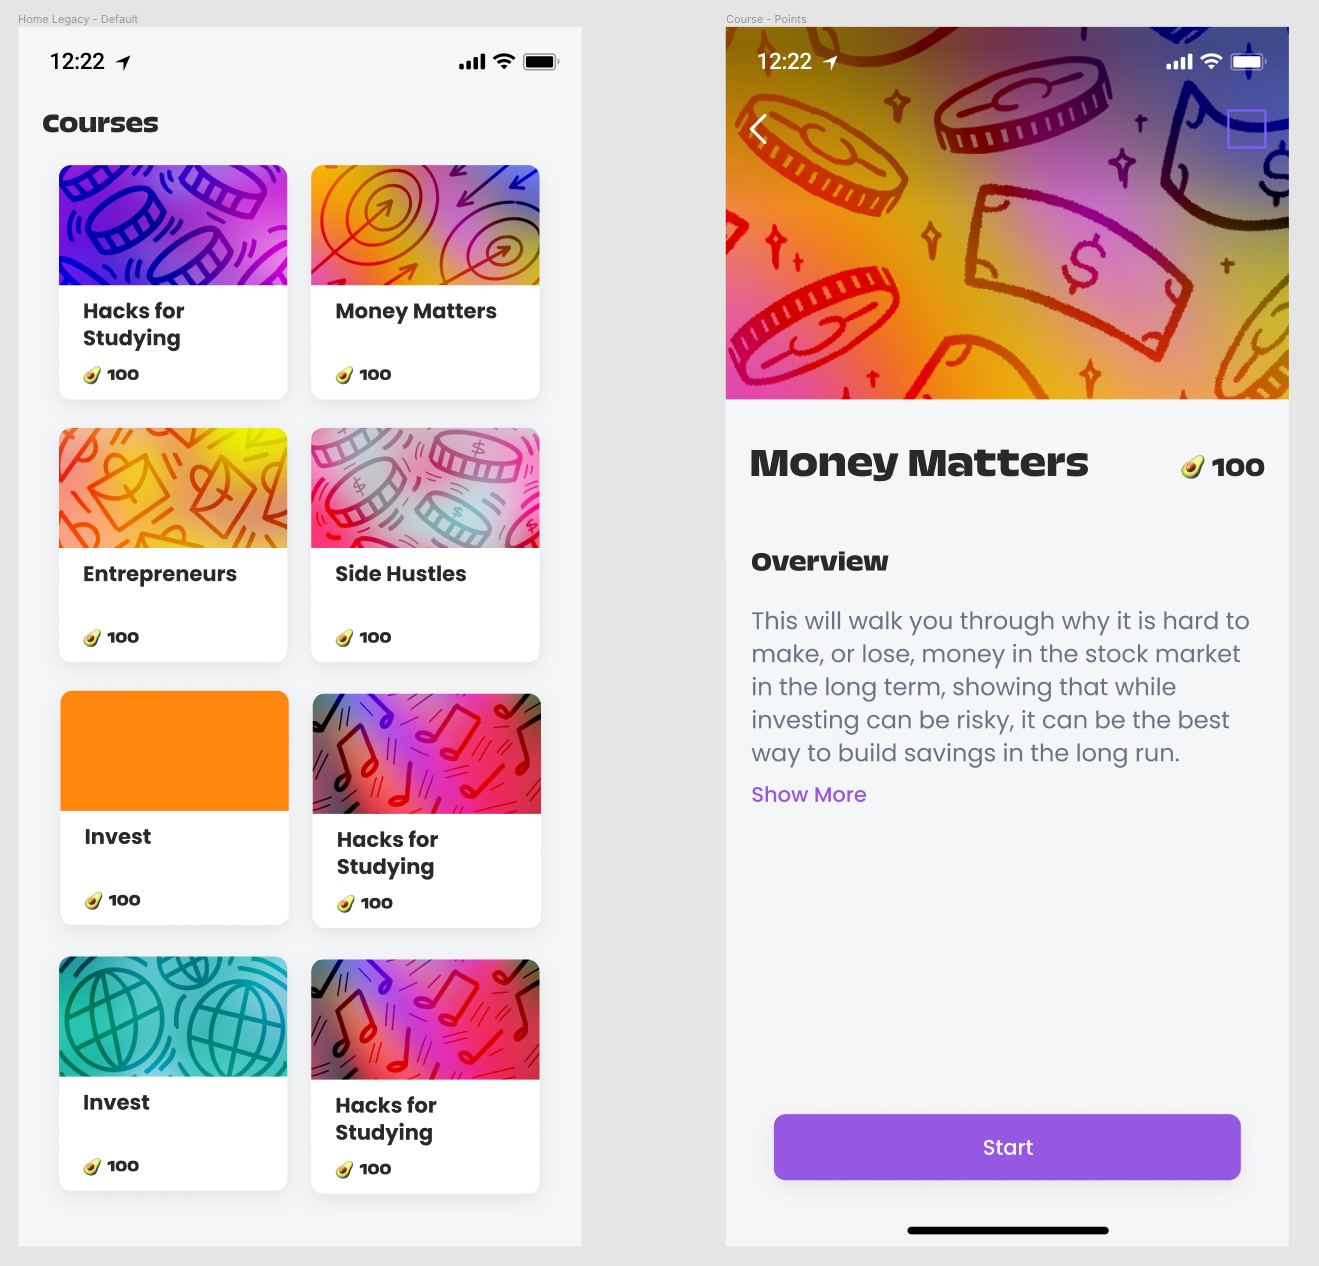 Home Legacy - Default
12:22
Courses
Hacks for
Studying
100
Money Matters
100
Entrepreneurs
100
$
$
$
$
Side Hustles
100
Invest
100
Hacks for
Studying
100
Invest
100
Hacks for
Studying
100
Course - Points
12:22
$
$
Money Matters
100
Overview
This will walk you through why it is hard to
make, or lose, money in the stock market
in the long term, showing that while
investing can be risky, it can be the best
way to build savings in the long run.
Show More
Start